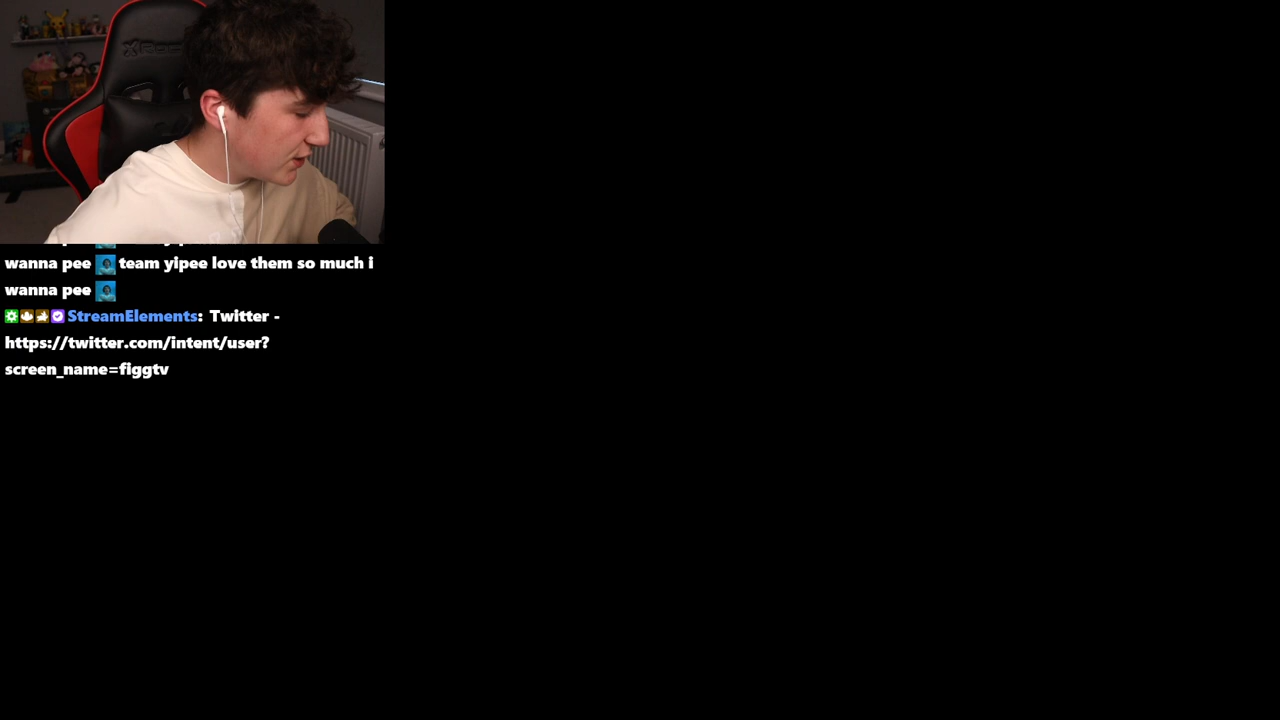 wanna pee team yipee love them so much i
wanna pee
StreamElements: Twitter -
https://twitter.com/intent/user?
screen_name=figgtv